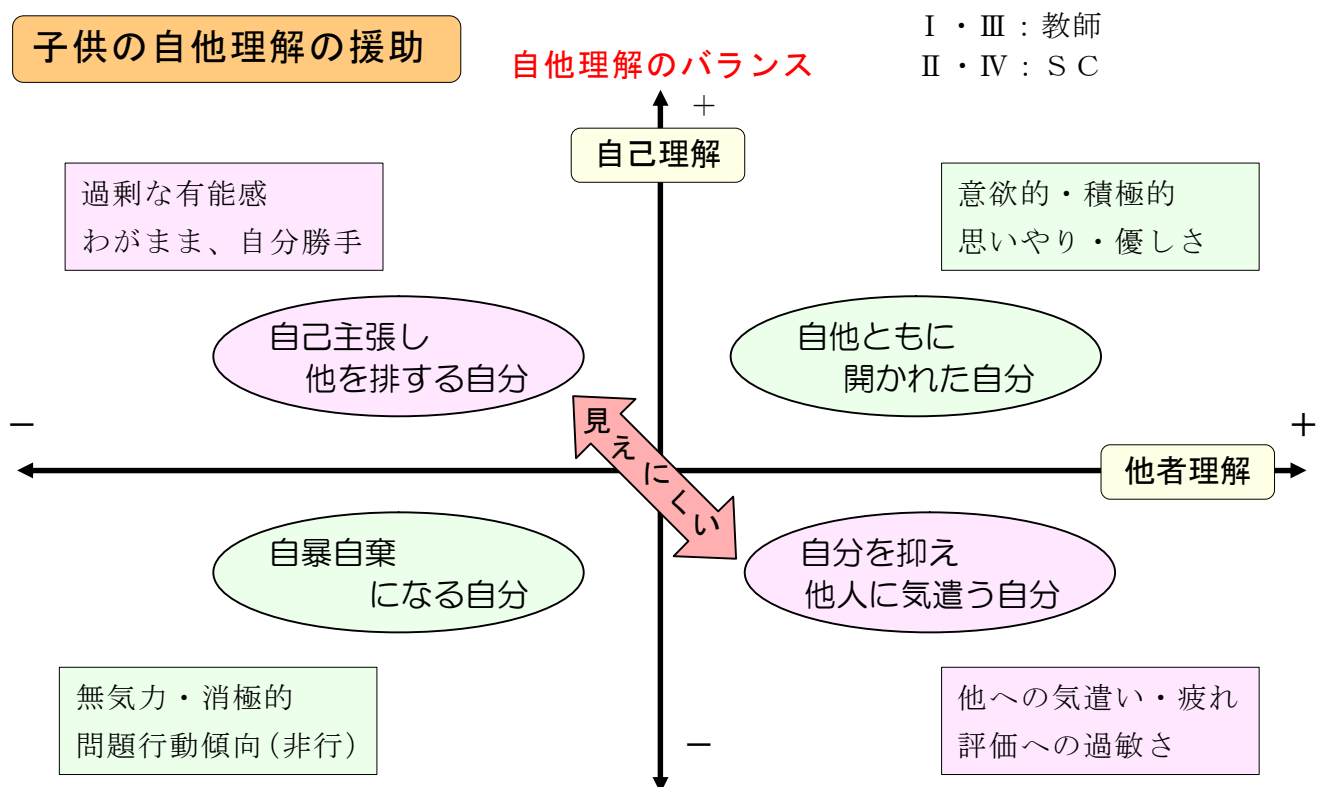 子供の自他理解の援助
自他理解のバランス
Ⅰ・Ⅲ：教師
Ⅱ・Ⅳ：ＳＣ
＋
自己理解
過剰な有能感
わがまま、自分勝手
意欲的・積極的
思いやり・優しさ
自己主張し
他を排する自分
自他ともに
開かれた自分
見えにくい
－
＋
他者理解
自暴自棄
になる自分
自分を抑え
他人に気遣う自分
無気力・消極的
問題行動傾向(非行)
－
他への気遣い・疲れ
評価への過敏さ